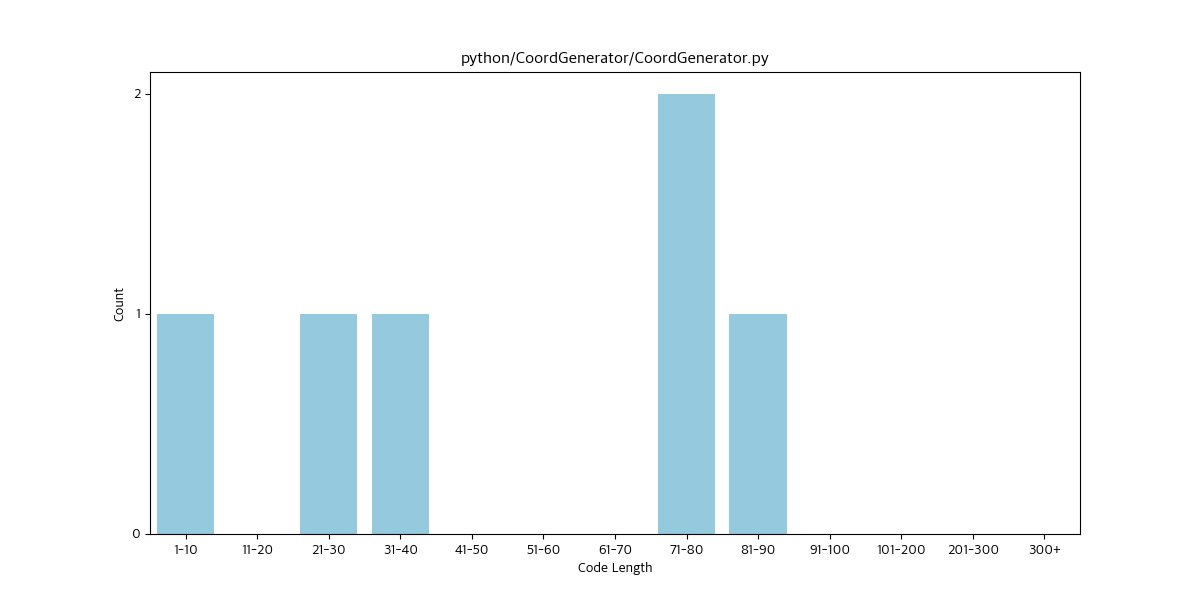 python/CoordGenerator/CoordGenerator.py
2
1
0
Count
1-10 11-20 21-30 31-40 41-50 51-60 61-70 71-80 81-90 91-100 101-200 201-300 300+
Code Length